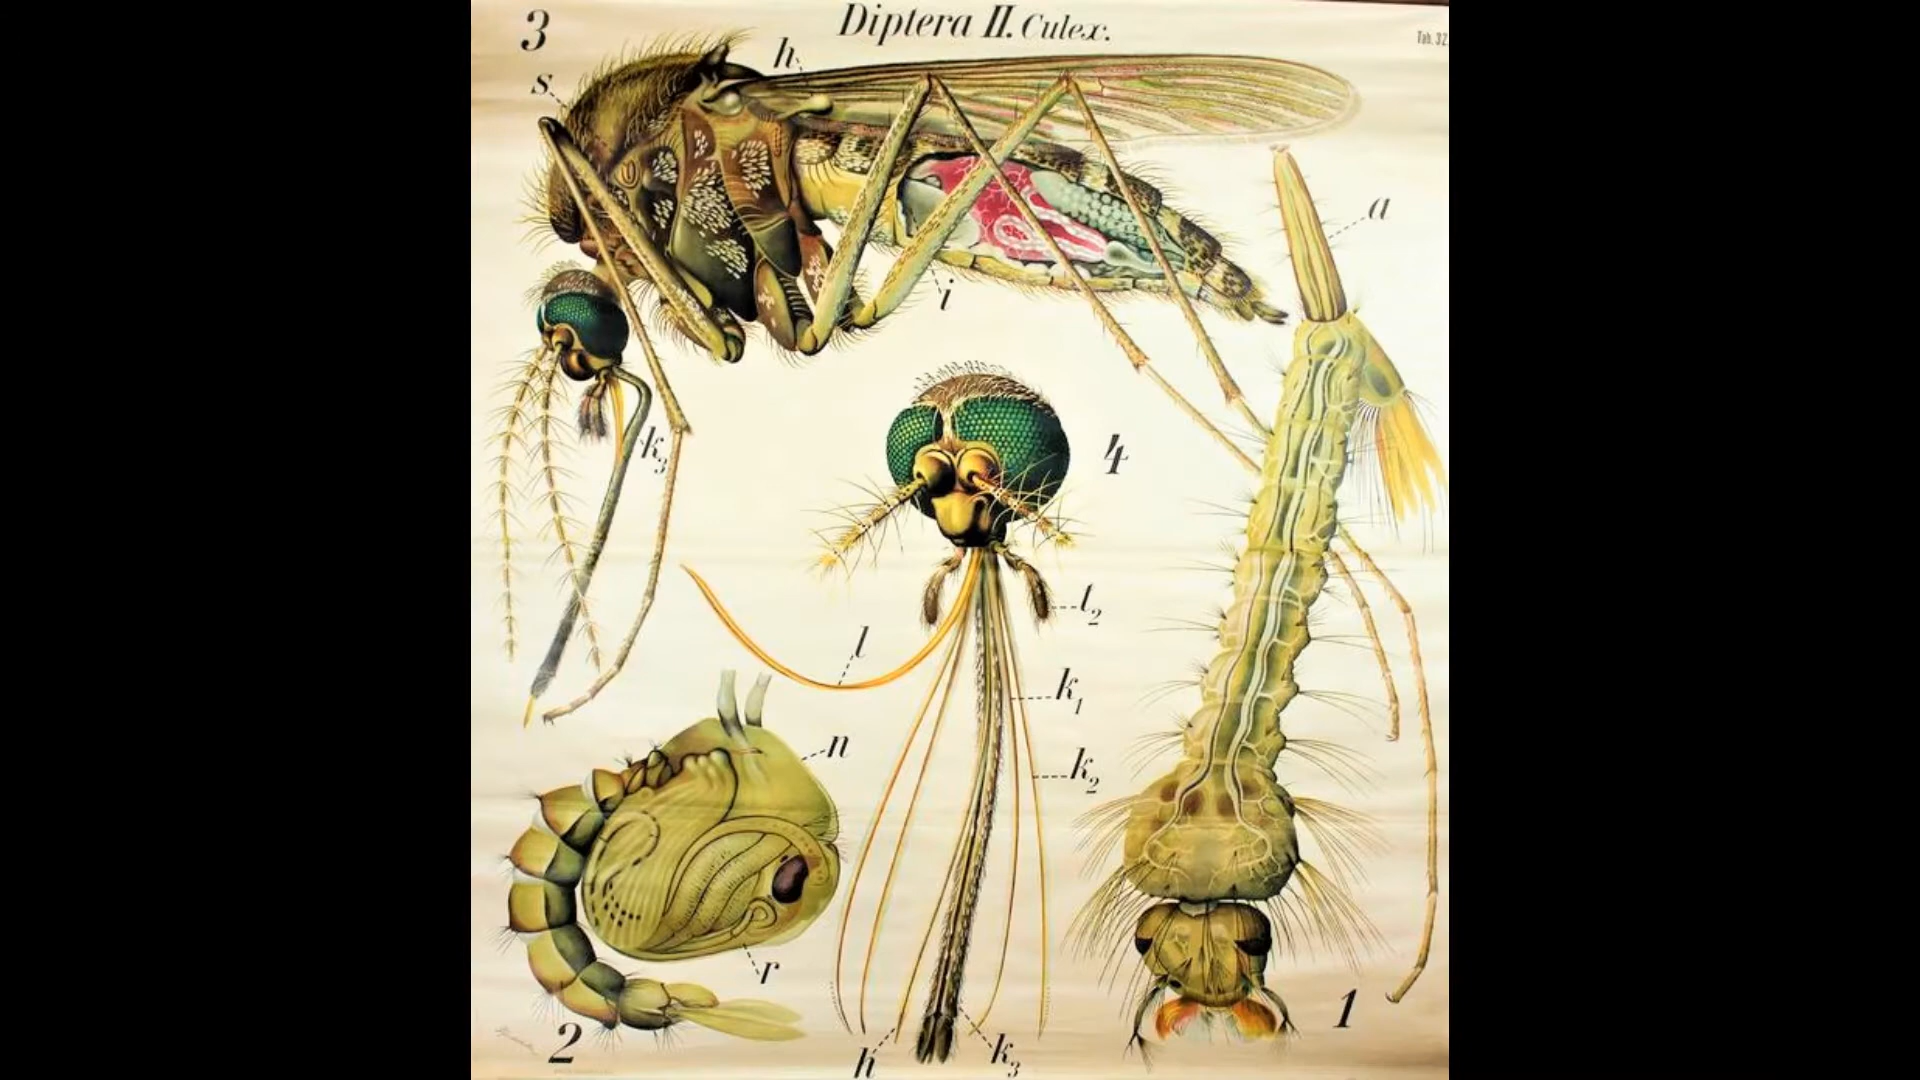 3
Diptera II. Culex.
Tab. 32.
h
s
a
i
k3
4
l2
l
k1
k2
n
r
2
h
k3
1